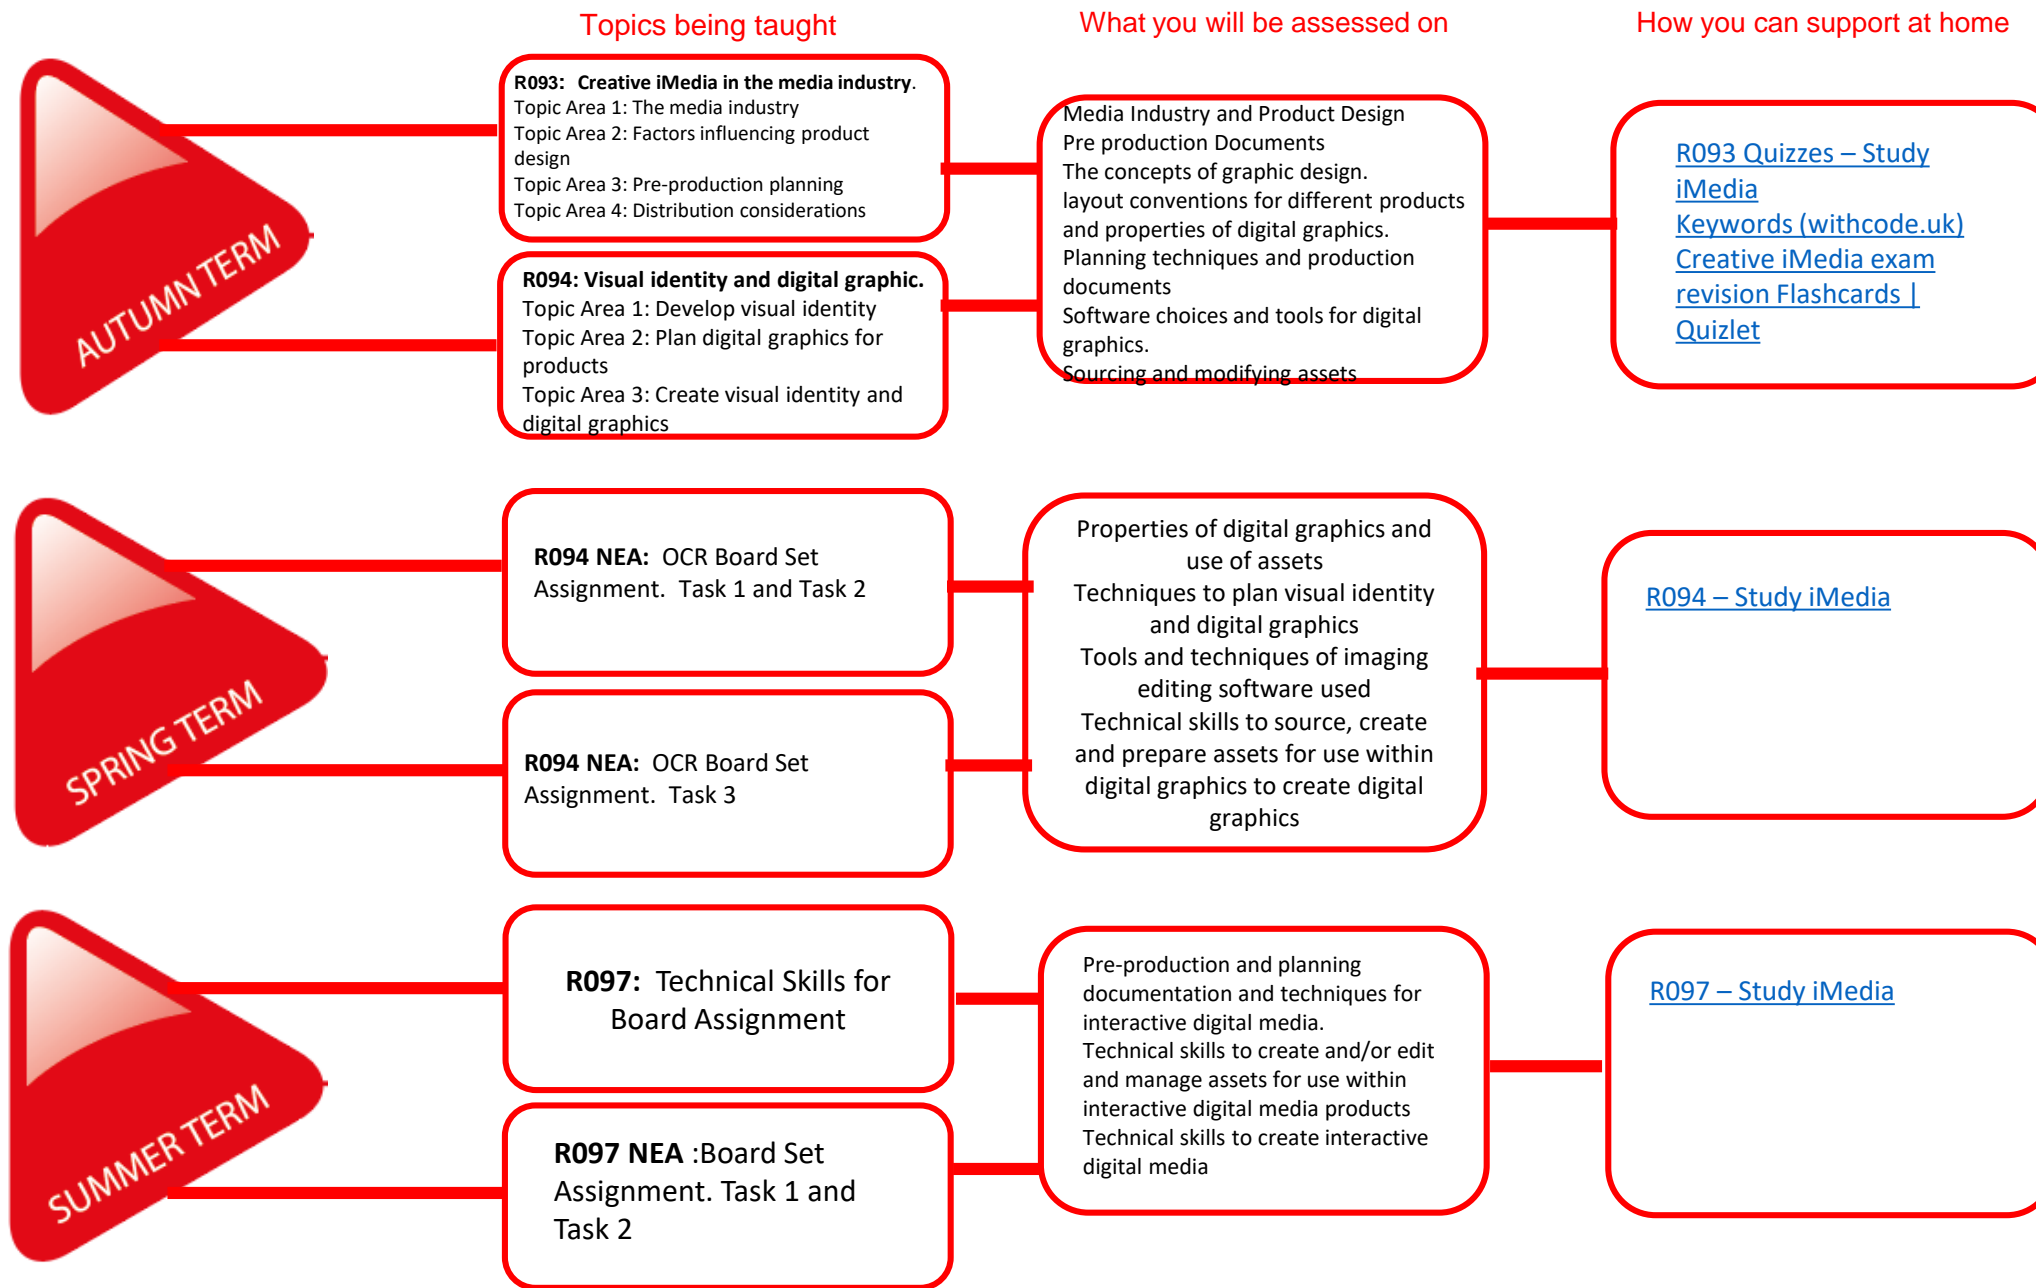 Topics being taught
What you will be assessed on
How you can support at home
AUTUMN TERM
R093: Creative iMedia in the media industry.
Topic Area 1: The media industry
Topic Area 2: Factors influencing product
design
Topic Area 3: Pre-production planning
Topic Area 4: Distribution considerations
R094: Visual identity and digital graphic.
Topic Area 1: Develop visual identity
Topic Area 2: Plan digital graphics for
products
Topic Area 3: Create visual identity and
digital graphics
Media Industry and Product Design
Pre production Documents
The concepts of graphic design.
layout conventions for different products
and properties of digital graphics.
Planning techniques and production
documents
Software choices and tools for digital
graphics.
Sourcing and modifying assets
R093 Quizzes – Study
iMedia
Keywords (withcode.uk)
Creative iMedia exam
revision Flashcards |
Quizlet
SPRING TERM
R094 NEA: OCR Board Set
Assignment. Task 1 and Task 2
R094 NEA: OCR Board Set
Assignment. Task 3
Properties of digital graphics and
use of assets
Techniques to plan visual identity
and digital graphics
Tools and techniques of imaging
editing software used
Technical skills to source, create
and prepare assets for use within
digital graphics to create digital
graphics
R094 – Study iMedia
SUMMER TERM
R097: Technical Skills for
Board Assignment
R097 NEA :Board Set
Assignment. Task 1 and
Task 2
Pre-production and planning
documentation and techniques for
interactive digital media.
Technical skills to create and/or edit
and manage assets for use within
interactive digital media products
Technical skills to create interactive
digital media
R097 – Study iMedia